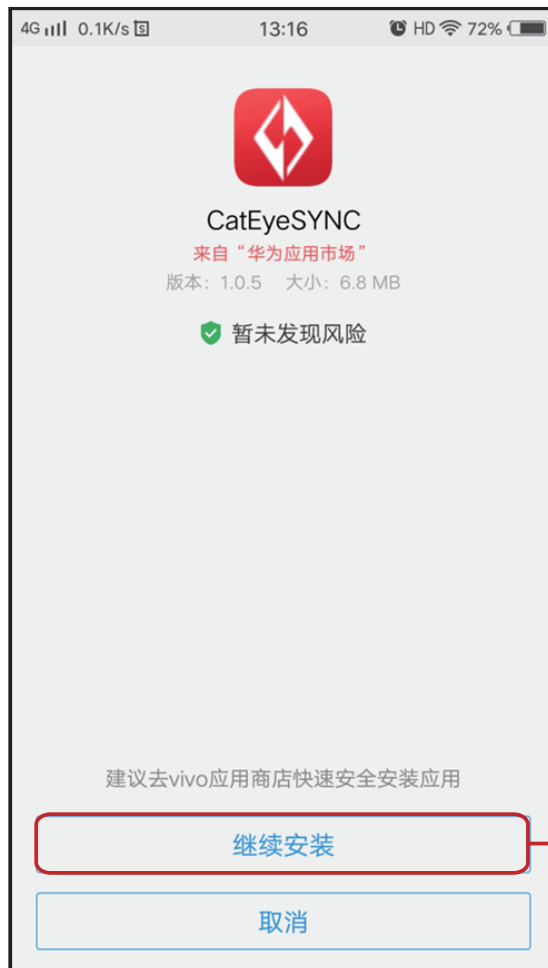 4G 0.1K/s S 13:16 HD 72%
CatEyeSYNC
来自“华为应用市场”
版本：1.0.5 大小：6.8 MB
暂未发现风险
建议去vivo应用商店快速安全安装应用
继续安装
取消